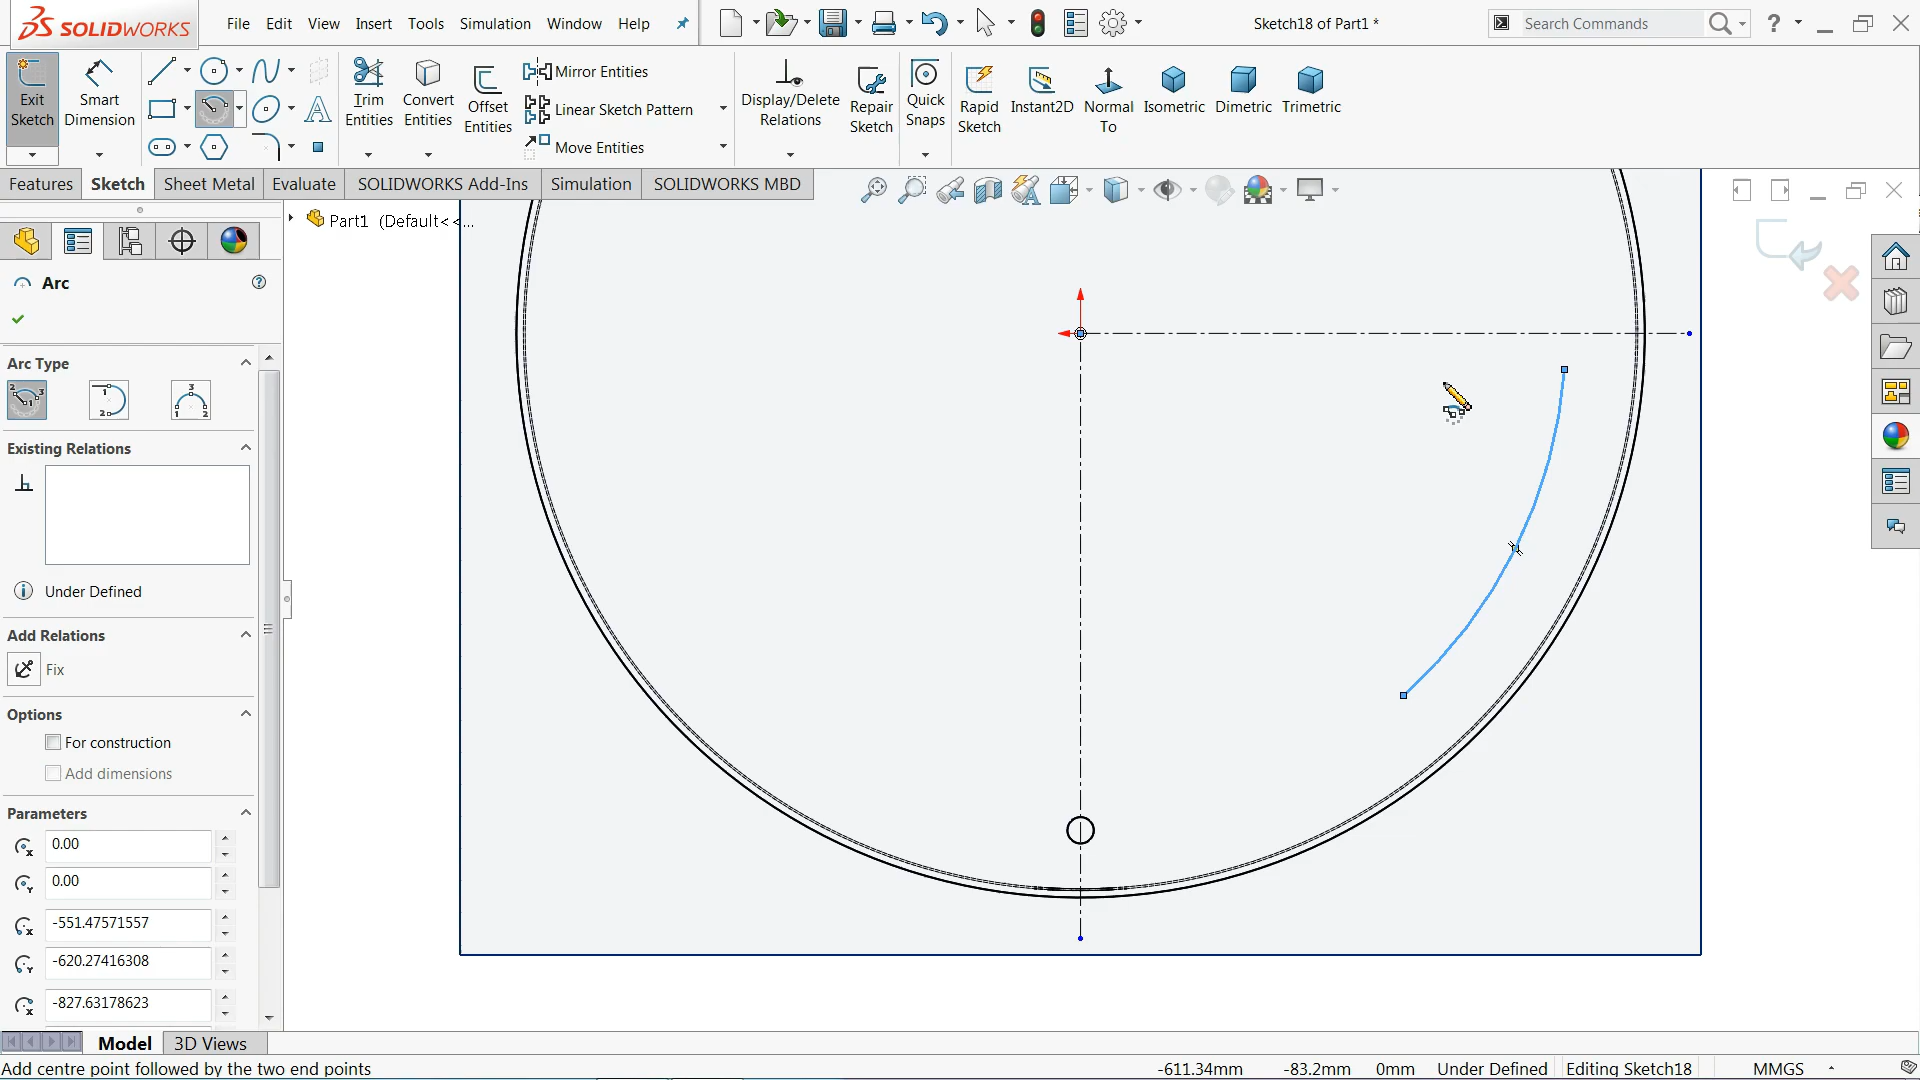 SOLIDWORKS
File Edit View Insert Tools Simulation Window Help
Sketch18 of Part1 *
Search Commands
?
Exit Sketch
Smart Dimension
Trim Entities
Convert Entities
Offset Entities
Mirror Entities
Linear Sketch Pattern
Move Entities
Display/Delete Relations
Repair Sketch
Quick Snaps
Rapid Sketch
Instant2D
Normal To
Isometric
Dimetric
Trimetric
Features Sketch Sheet Metal Evaluate SOLIDWORKS Add-Ins Simulation SOLIDWORKS MBD
Part1 (Default<<...
Arc
Arc Type
Existing Relations
Under Defined
Add Relations
Fix
Options
For construction
Add dimensions
Parameters
0.00
0.00
-551.47571557
-620.27416308
-827.63178623
Model 3D Views
Add centre point followed by the two end points
-611.34mm -83.2mm 0mm Under Defined Editing Sketch18 MMGS